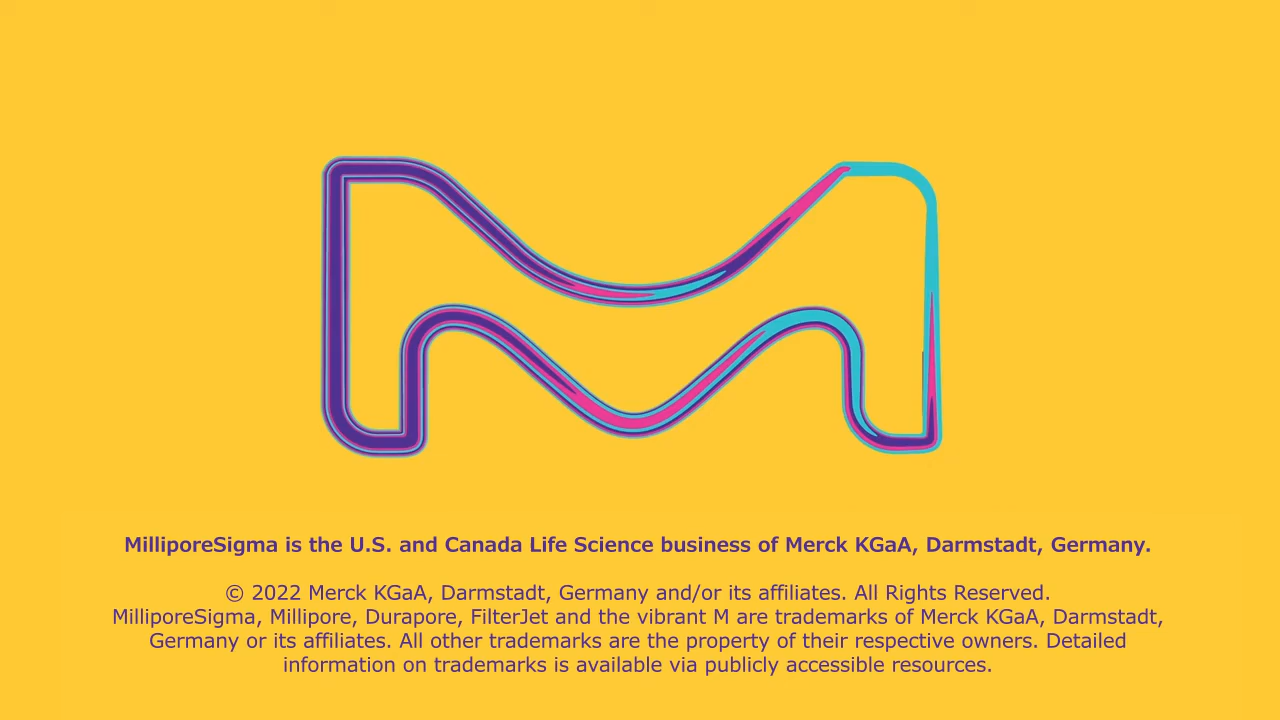 MilliporeSigma is the U.S. and Canada Life Science business of Merck KGaA, Darmstadt, Germany.
© 2022 Merck KGaA, Darmstadt, Germany and/or its affiliates. All Rights Reserved.
MilliporeSigma, Millipore, Durapore, FilterJet and the vibrant M are trademarks of Merck KGaA, Darmstadt,
Germany or its affiliates. All other trademarks are the property of their respective owners. Detailed
information on trademarks is available via publicly accessible resources.